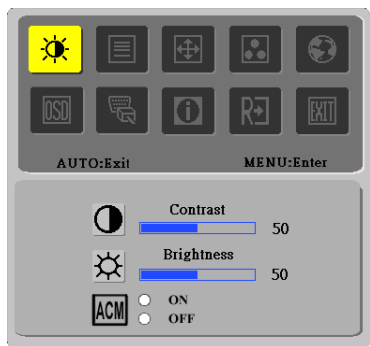 OSD i R EXIT
AUTO:Exit MENU:Enter
Contrast
50
Brightness
50
ACM ON
OFF